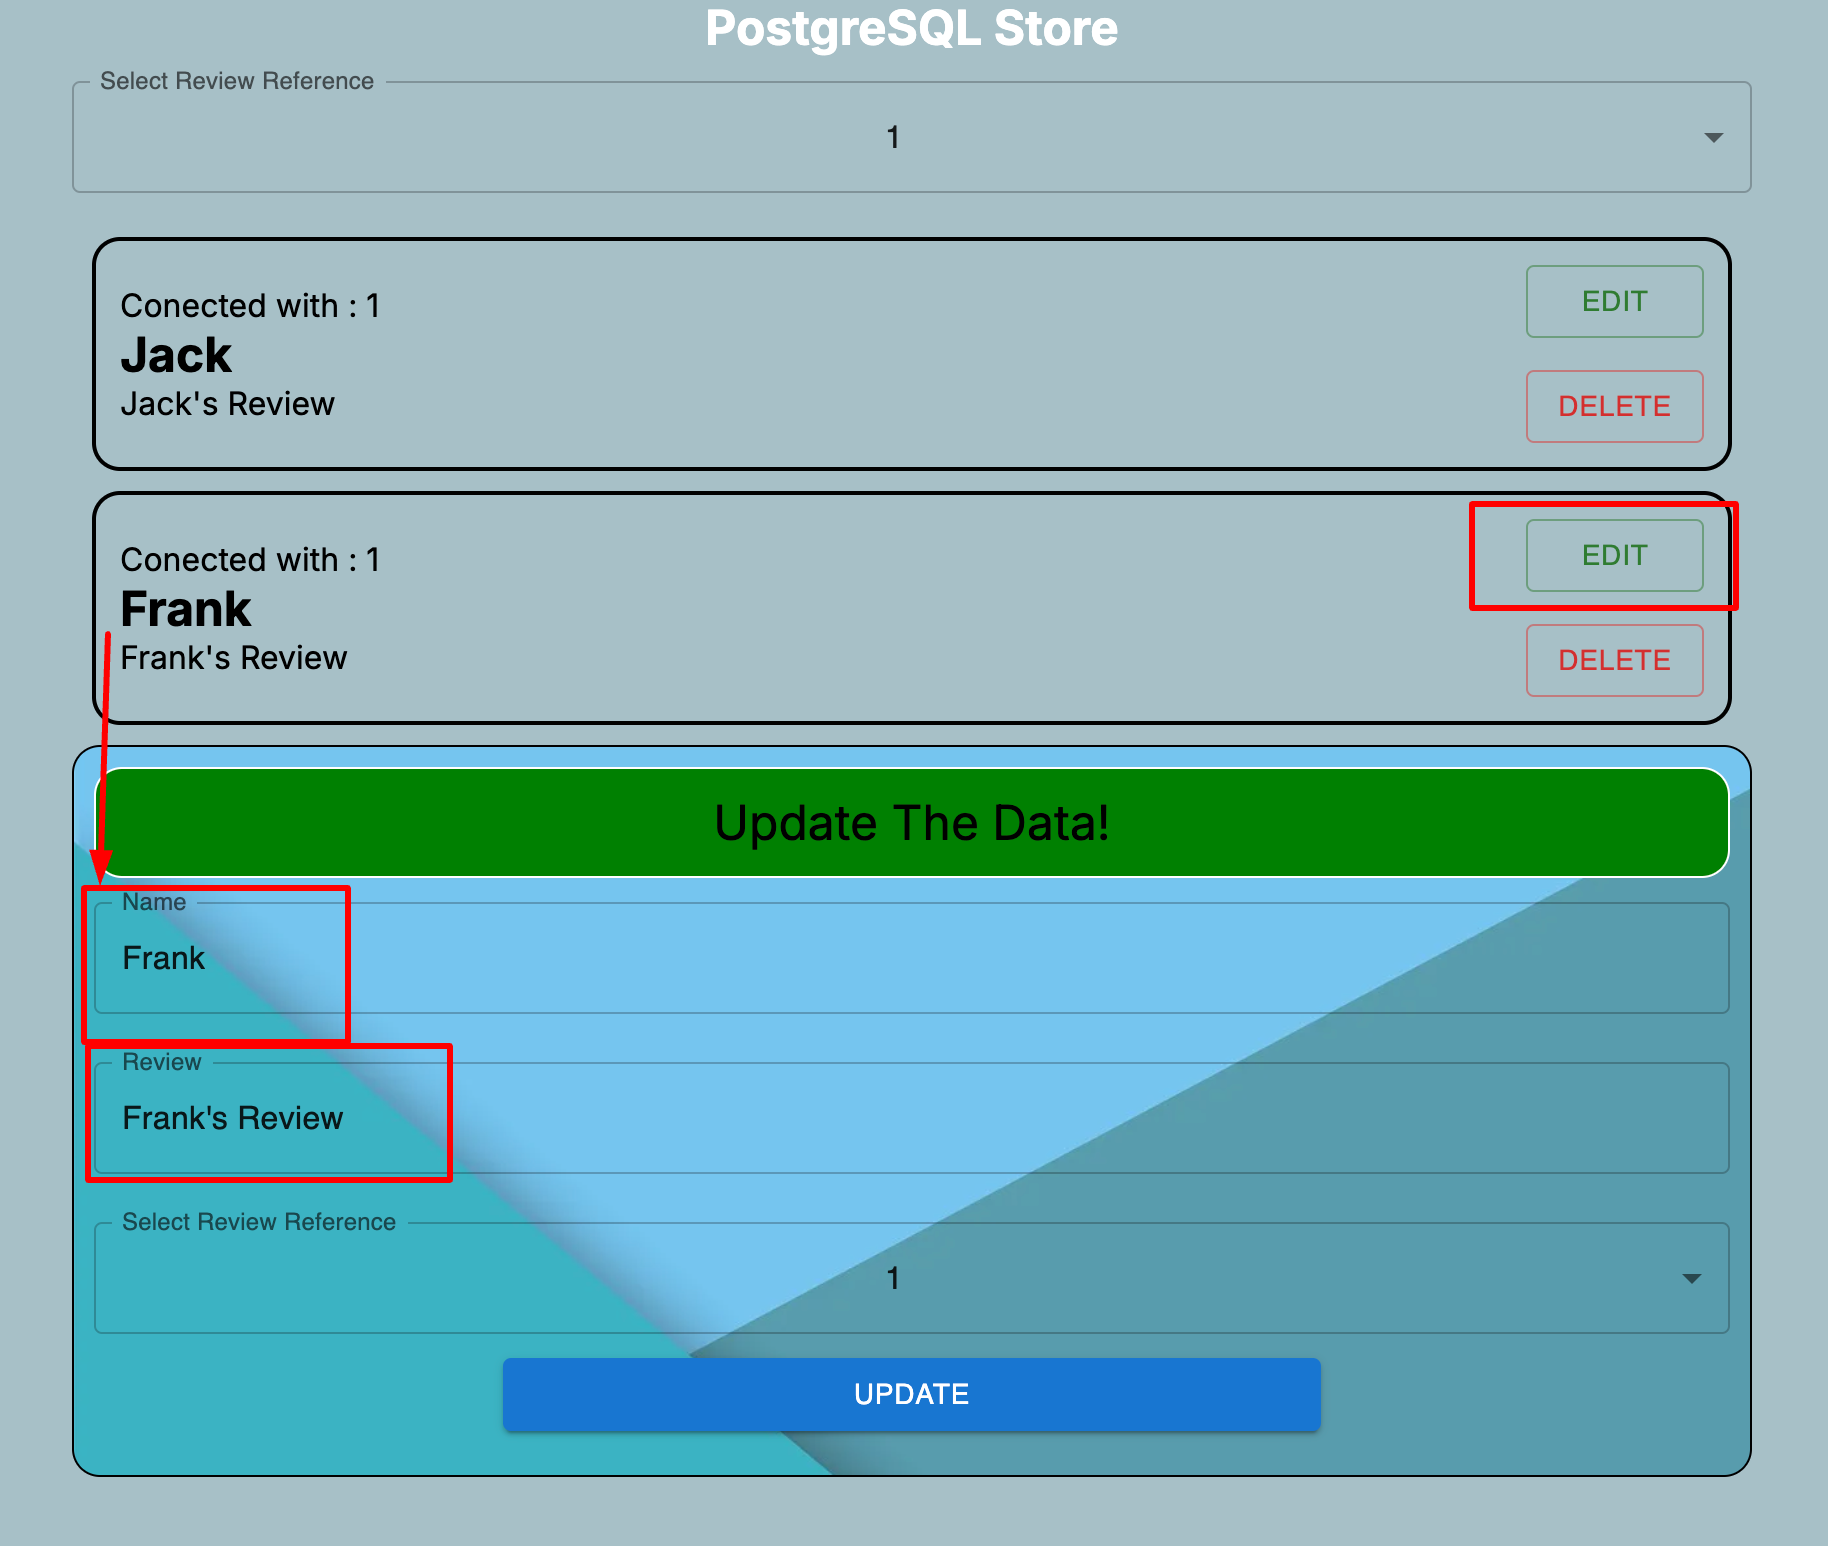 PostgreSQL Store
Select Review Reference
1
Conected with : 1
Jack
Jack's Review
EDIT
DELETE
Conected with : 1
Frank
Frank's Review
EDIT
DELETE
Update The Data!
Name
Frank
Review
Frank's Review
Select Review Reference
1
UPDATE